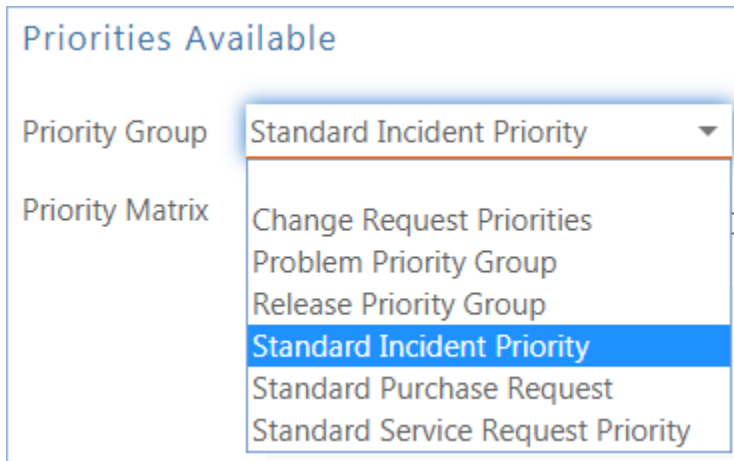 Priorities Available
Priority Group Standard Incident Priority
Priority Matrix
Change Request Priorities
Problem Priority Group
Release Priority Group
Standard Incident Priority
Standard Purchase Request
Standard Service Request Priority